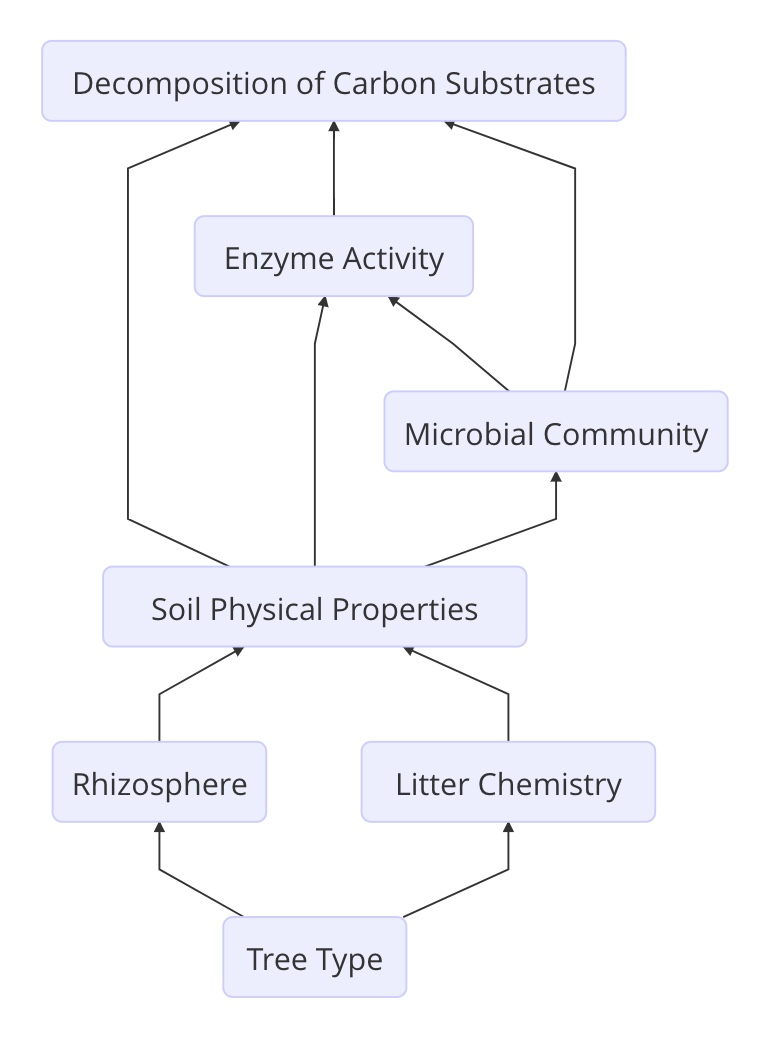 Decomposition of Carbon Substrates
Enzyme Activity
Microbial Community
Soil Physical Properties
Rhizosphere
Litter Chemistry
Tree Type